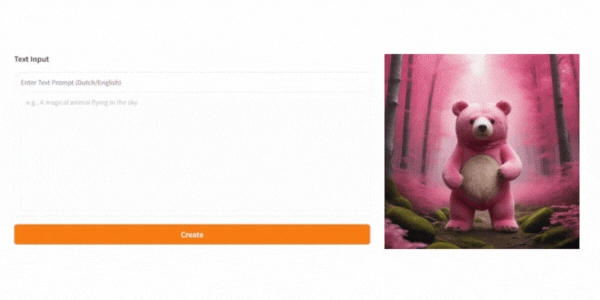 Text Input
Enter Text Prompt (Dutch/English)
e.g., A magical animal flying in the sky
Create